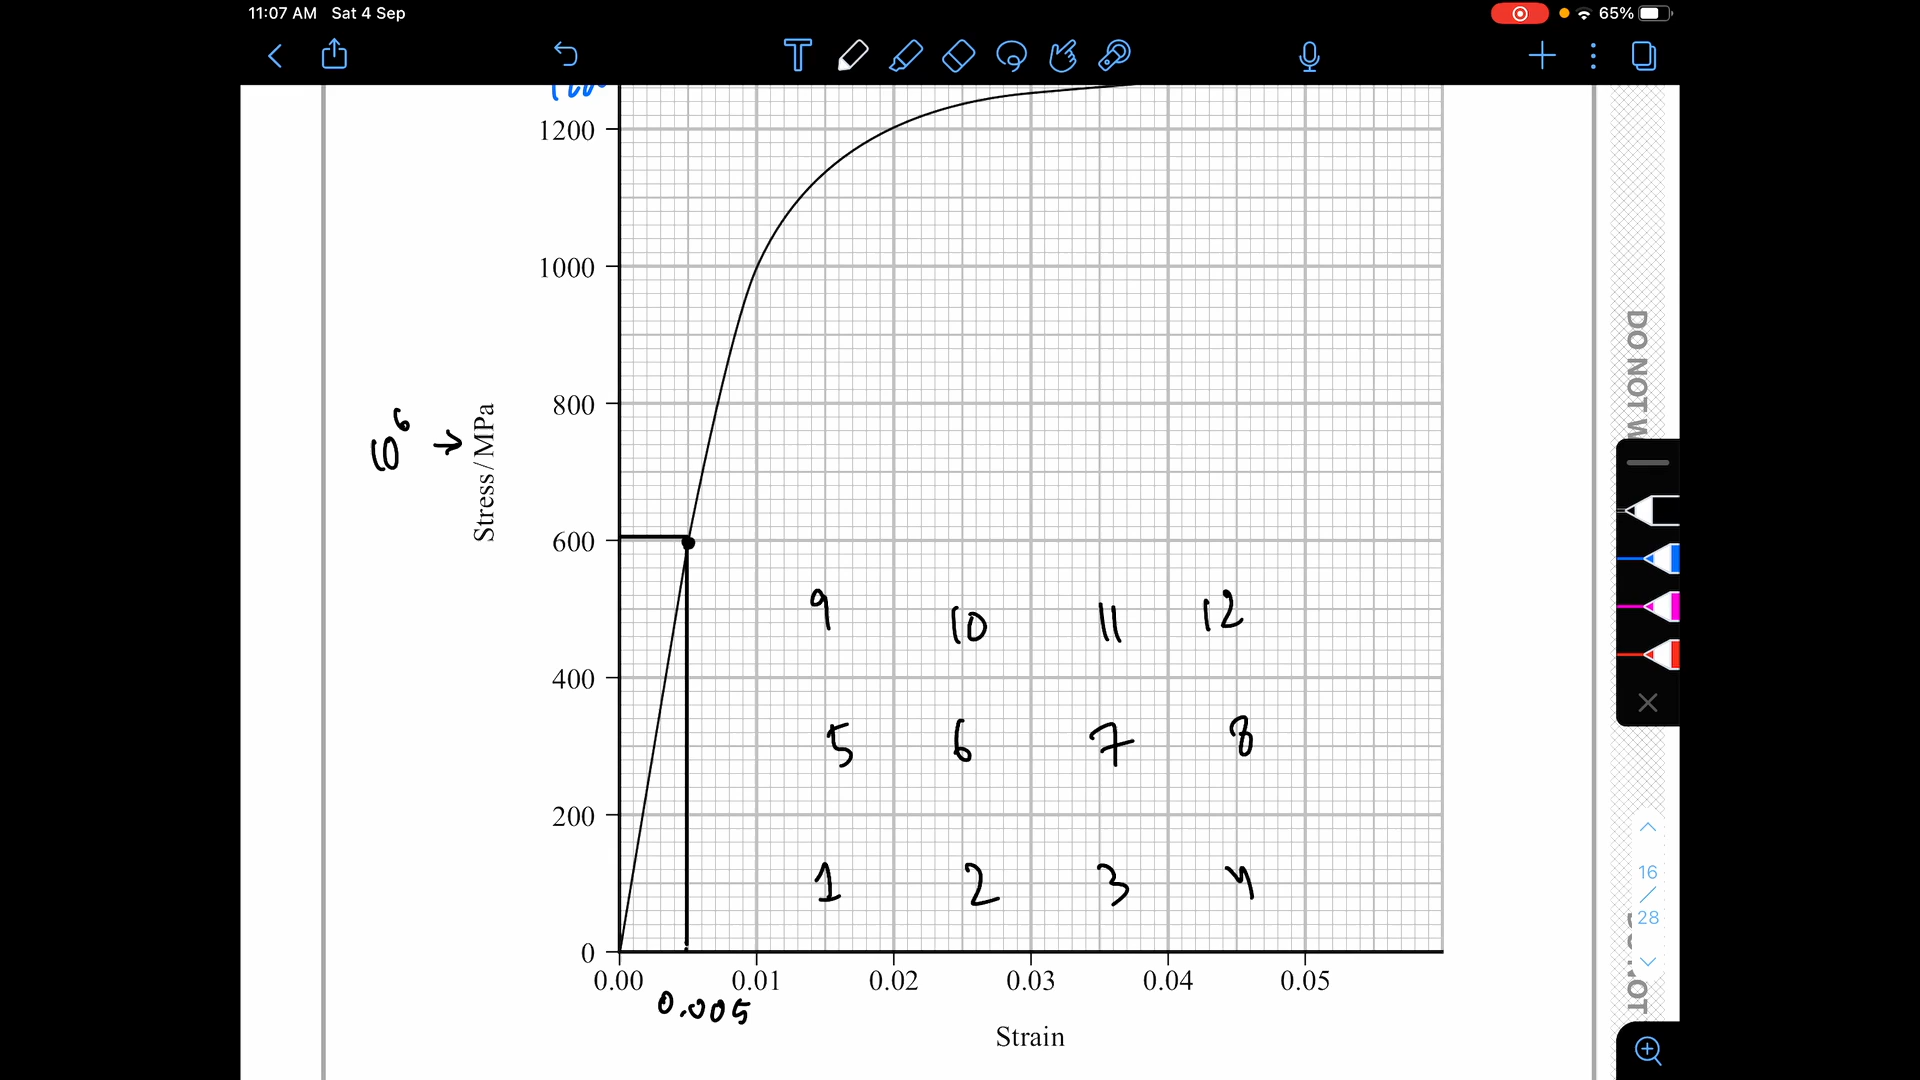 11:07 AM Sat 4 Sep
65%
T
1200
1000
800
Stress/MPa
600
9 10 11 12
400
5 6 7 8
200
1 2 3 4
0
0.00 0.01 0.02 0.03 0.04 0.05
0.005
Strain
DO NOT W
16
28